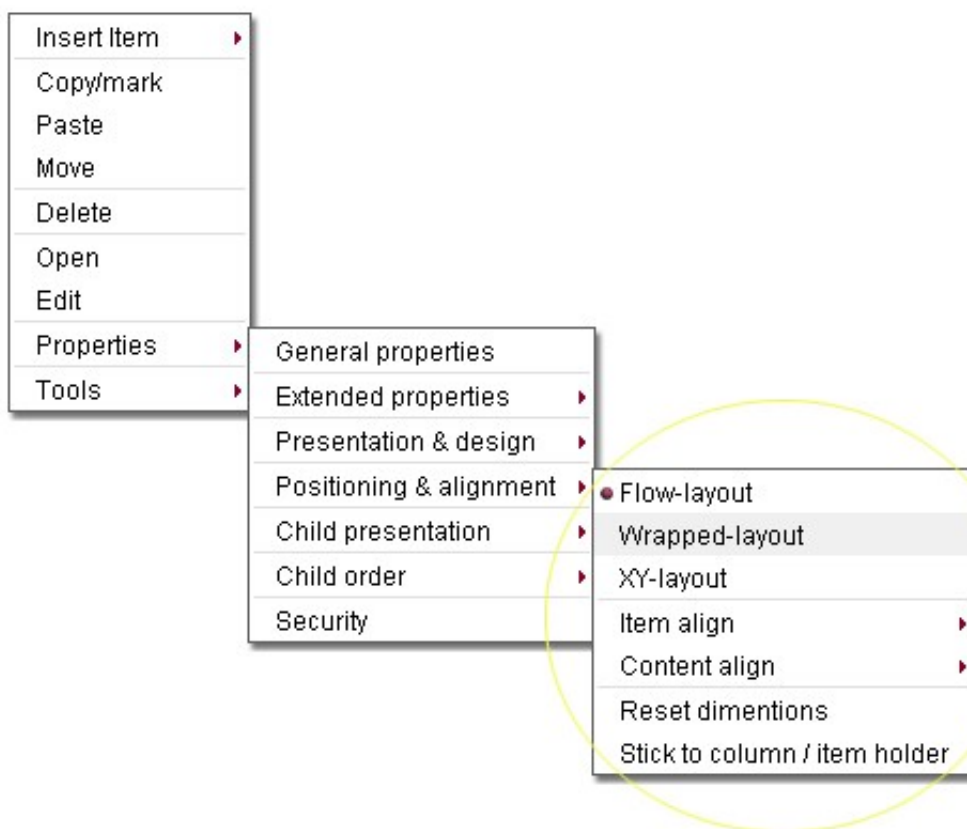 Insert Item
Copy/mark
Paste
Move
Delete
Open
Edit
Properties
Tools
General properties
Extended properties
Presentation & design
Positioning & alignment
Child presentation
Child order
Security
Flow-layout
Wrapped-layout
XY-layout
Item align
Content align
Reset dimentions
Stick to column / item holder